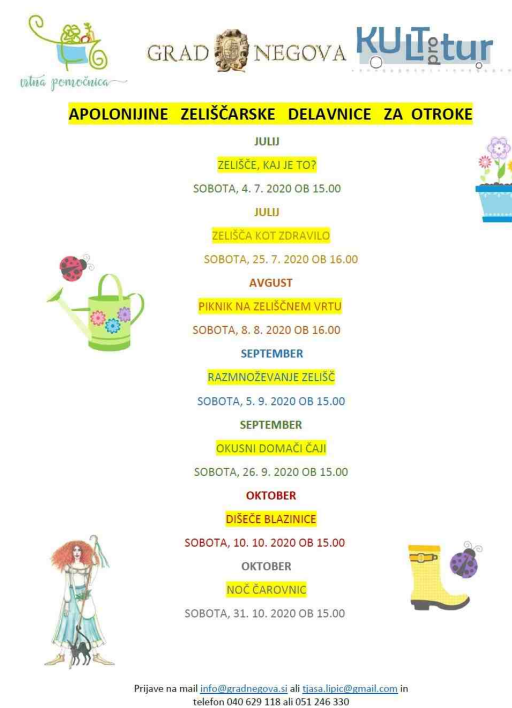 vrtna pomočnica
GRAD NEGOVA
KULT pro tur
APOLONIJINE ZELIŠČARSKE DELAVNICE ZA OTROKE
JULIJ
ZELIŠČE, KAJ JE TO?
SOBOTA, 4. 7. 2020 OB 15.00
JULIJ
ZELIŠČA KOT ZDRAVILO
SOBOTA, 25. 7. 2020 OB 16.00
AVGUST
PIKNIK NA ZELIŠČNEM VRTU
SOBOTA, 8. 8. 2020 OB 16.00
SEPTEMBER
RAZMNOŽEVANJE ZELIŠČ
SOBOTA, 5. 9. 2020 OB 15.00
SEPTEMBER
OKUSNI DOMAČI ČAJI
SOBOTA, 26. 9. 2020 OB 15.00
OKTOBER
DIŠEČE BLAZINICE
SOBOTA, 10. 10. 2020 OB 15.00
OKTOBER
NOČ ČAROVNIC
SOBOTA, 31. 10. 2020 OB 15.00
Prijave na mail info@gradnegova.si ali tjasa.lipic@gmail.com in
telefon 040 629 118 ali 051 246 330